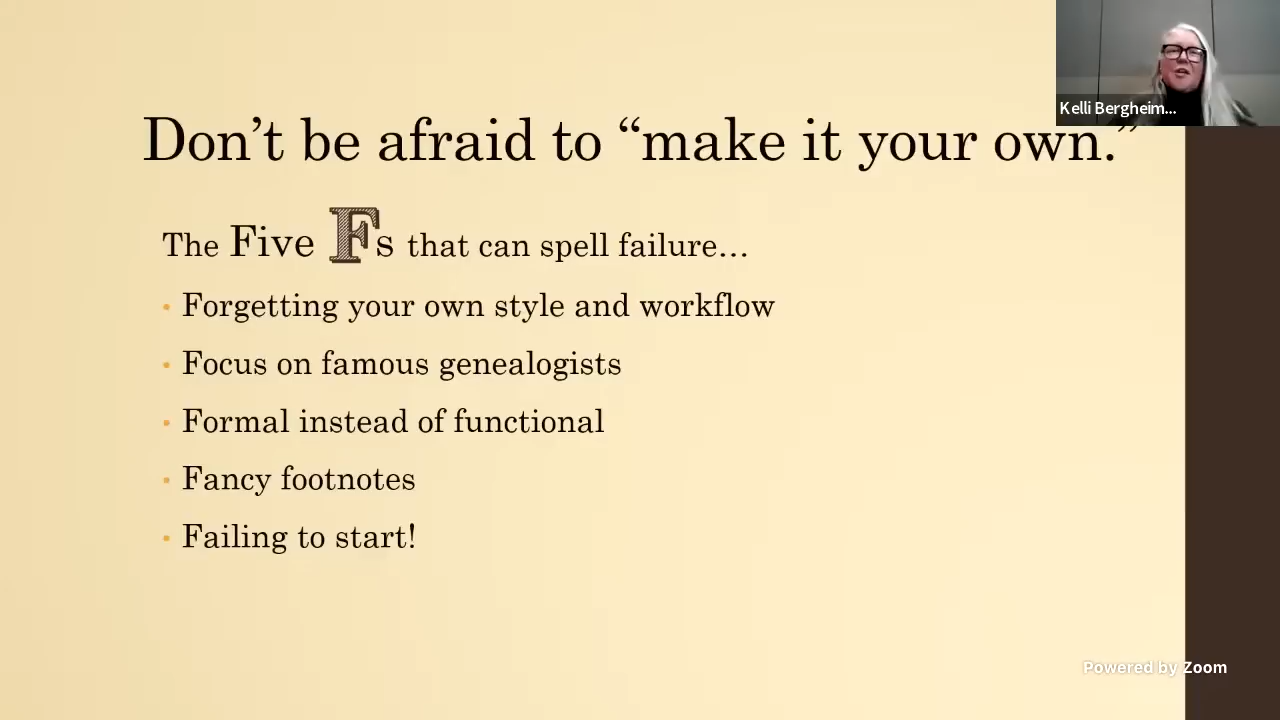 Kelli Bergheim...
Don’t be afraid to “make it your own.”
The Five Fs that can spell failure…
• Forgetting your own style and workflow
• Focus on famous genealogists
• Formal instead of functional
• Fancy footnotes
• Failing to start!
Powered by Zoom